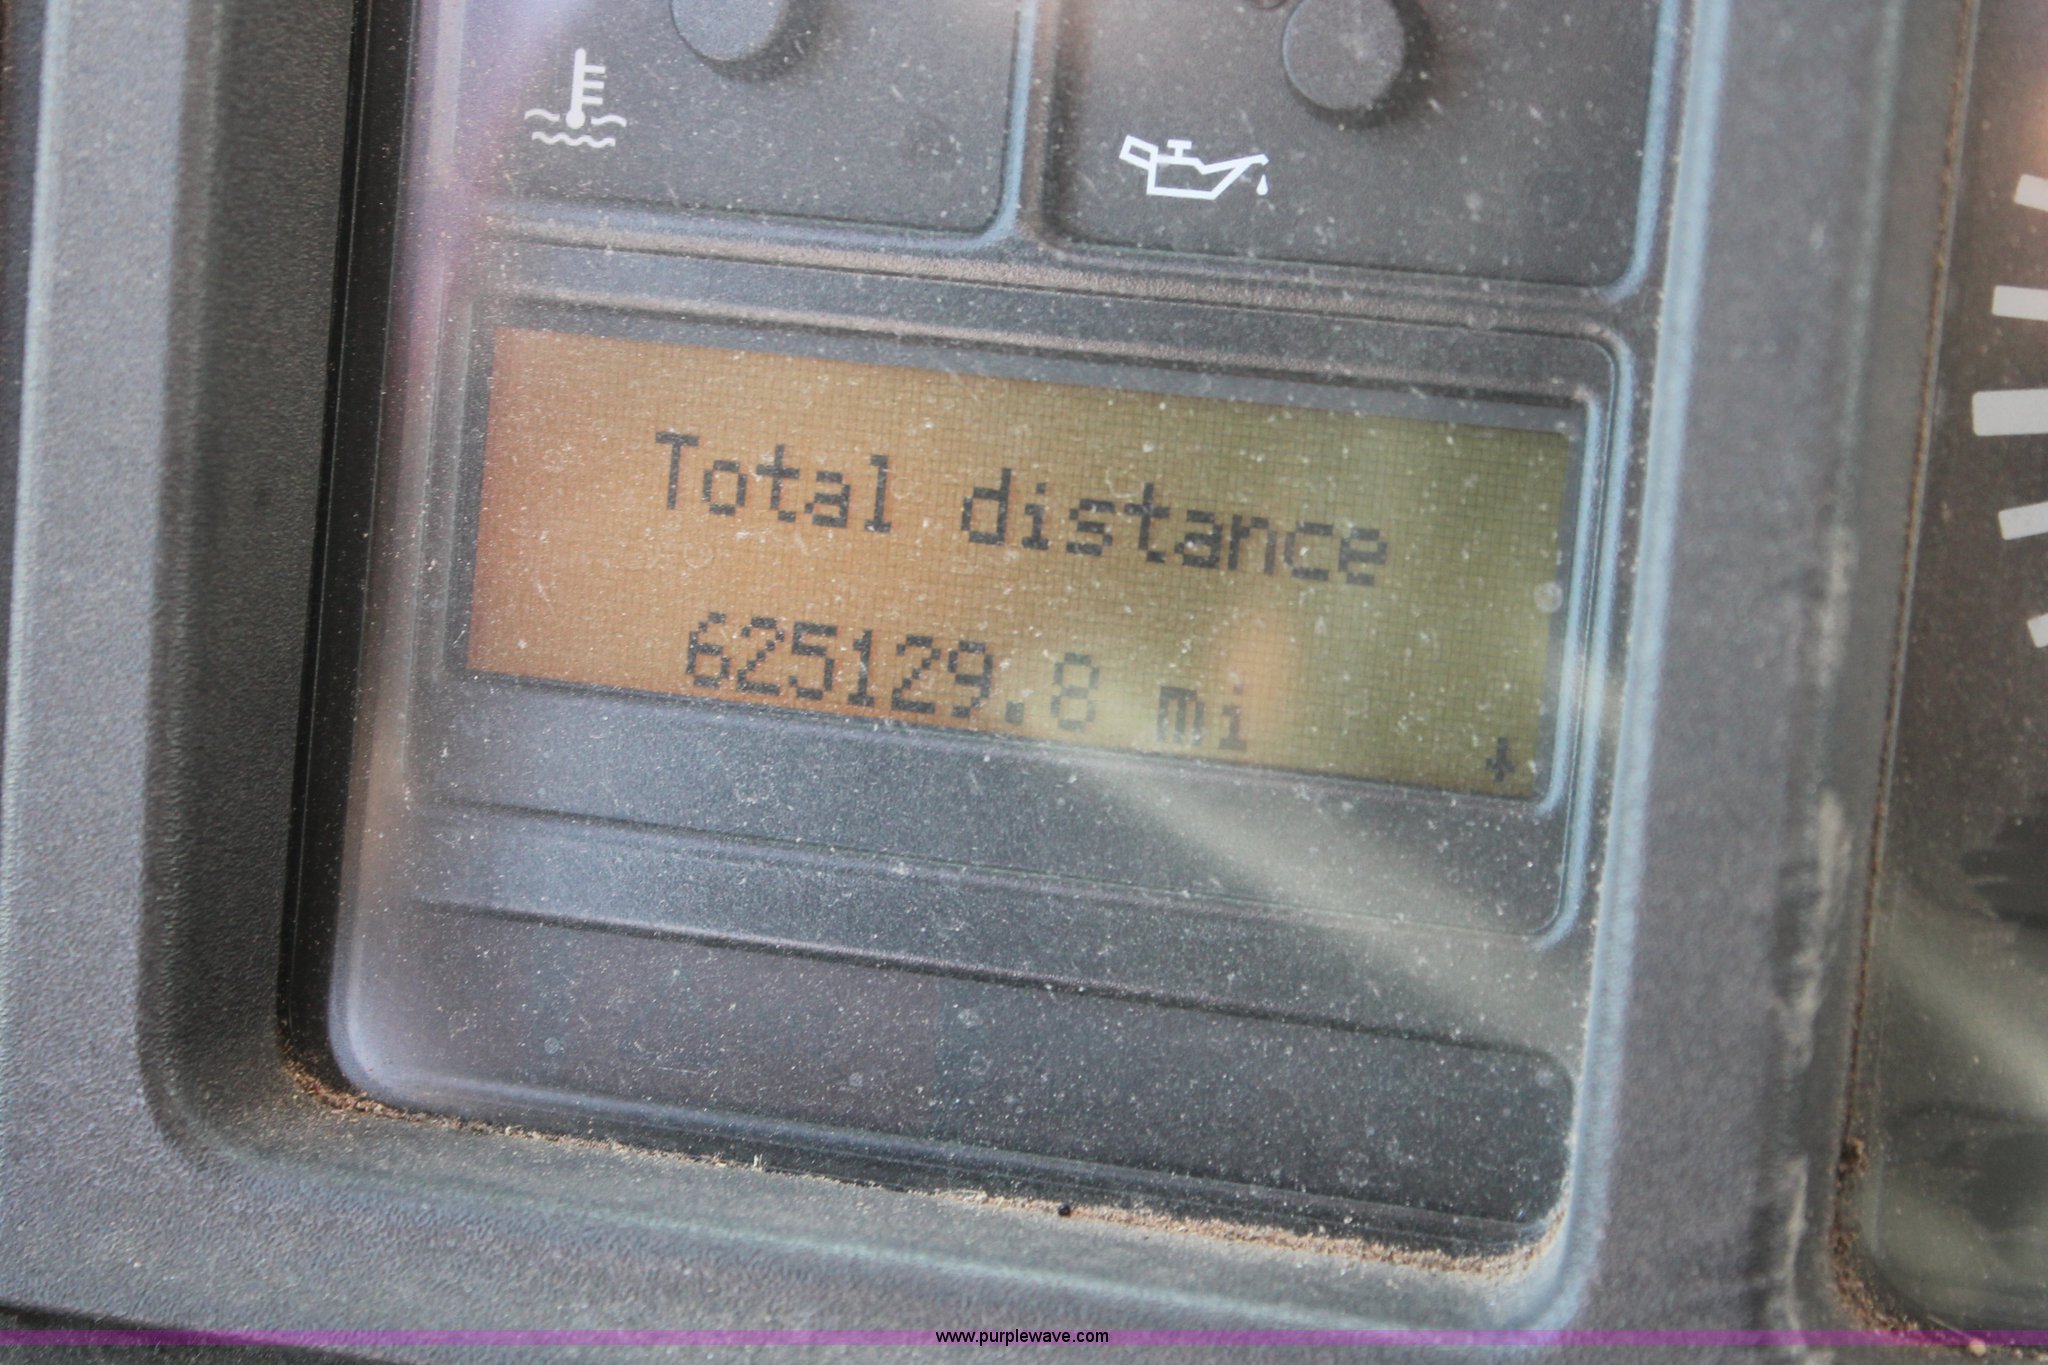 Total distance
625129.8 mi
www.purplewave.com